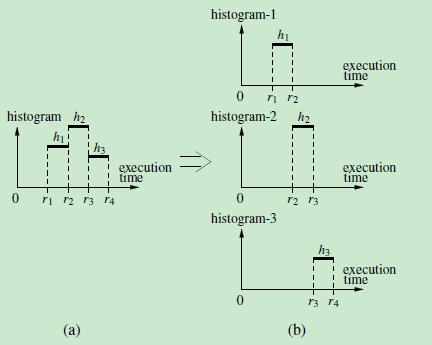 histogram-1
h1
execution
time
0 r1 r2
histogram h2
h1
h3
execution
time
0 r1 r2 r3 r4
histogram-2 h2
execution
time
0 r2 r3
histogram-3
h3
execution
time
0 r3 r4
(a) (b)